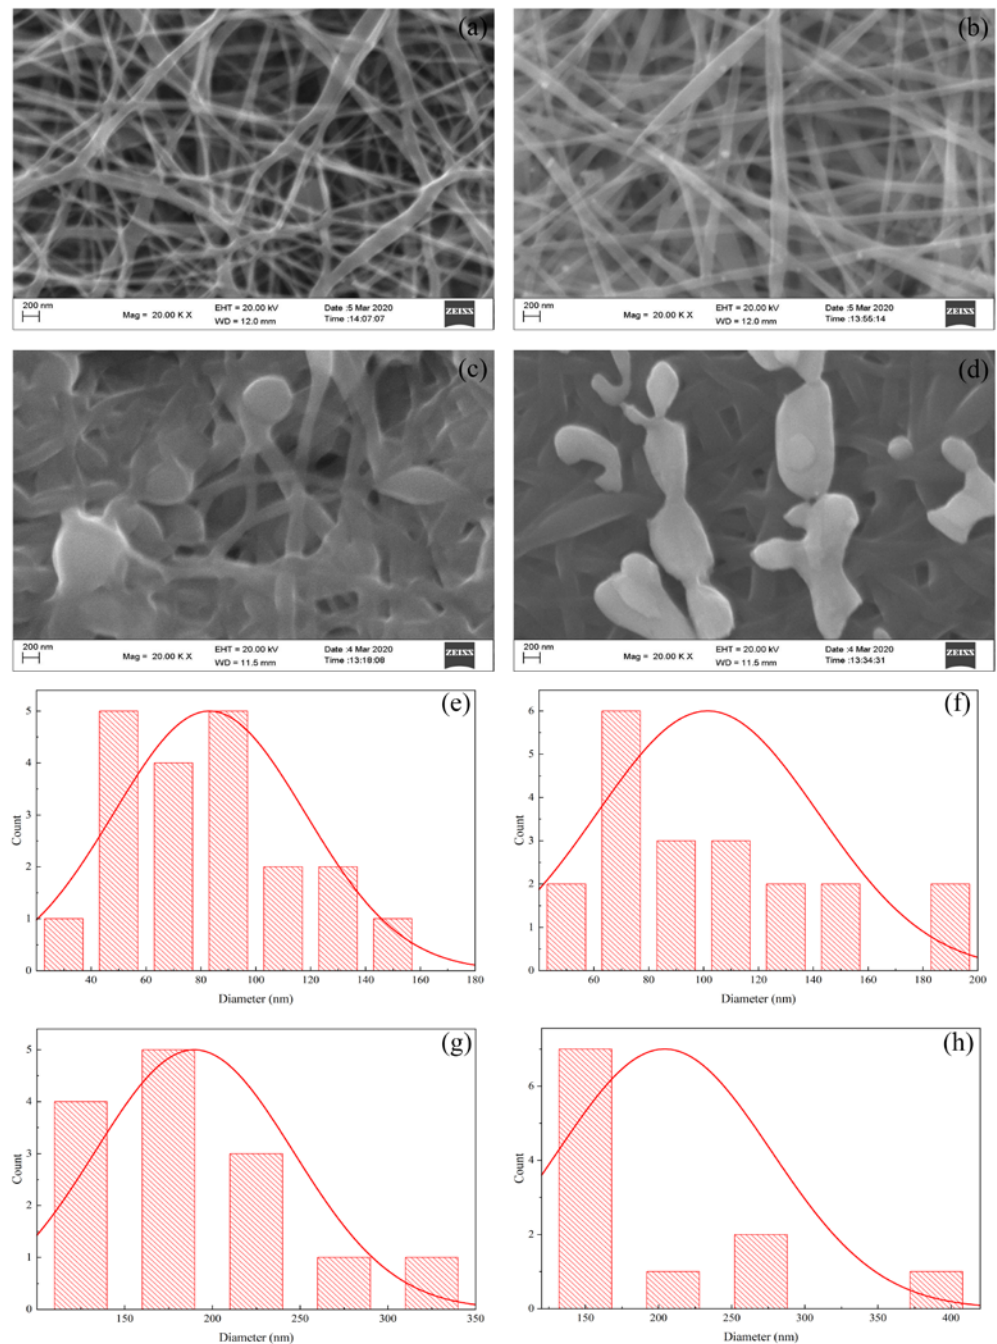 (a)
200 nm
Mag = 20.00 K X
EHT = 20.00 kV
WD = 12.0 mm
Date :5 Mar 2020
Time :14:07:07
ZEISS
(b)
200 nm
Mag = 20.00 K X
EHT = 20.00 kV
WD = 12.0 mm
Date :5 Mar 2020
Time :13:55:14
ZEISS
(c)
200 nm
Mag = 20.00 K X
EHT = 20.00 kV
WD = 11.5 mm
Date :4 Mar 2020
Time :13:18:08
ZEISS
(d)
200 nm
Mag = 20.00 K X
EHT = 20.00 kV
WD = 11.5 mm
Date :4 Mar 2020
Time :13:34:31
ZEISS
(e)
5
4
3
2
1
0
Count
40 60 80 100 120 140 160 180
Diameter (nm)
(f)
6
5
4
3
2
1
0
Count
60 80 100 120 140 160 180 200
Diameter (nm)
(g)
5
4
3
2
1
0
Count
150 200 250 300 350
Diameter (nm)
(h)
6
4
2
0
Count
150 200 250 300 350 400
Diameter (nm)